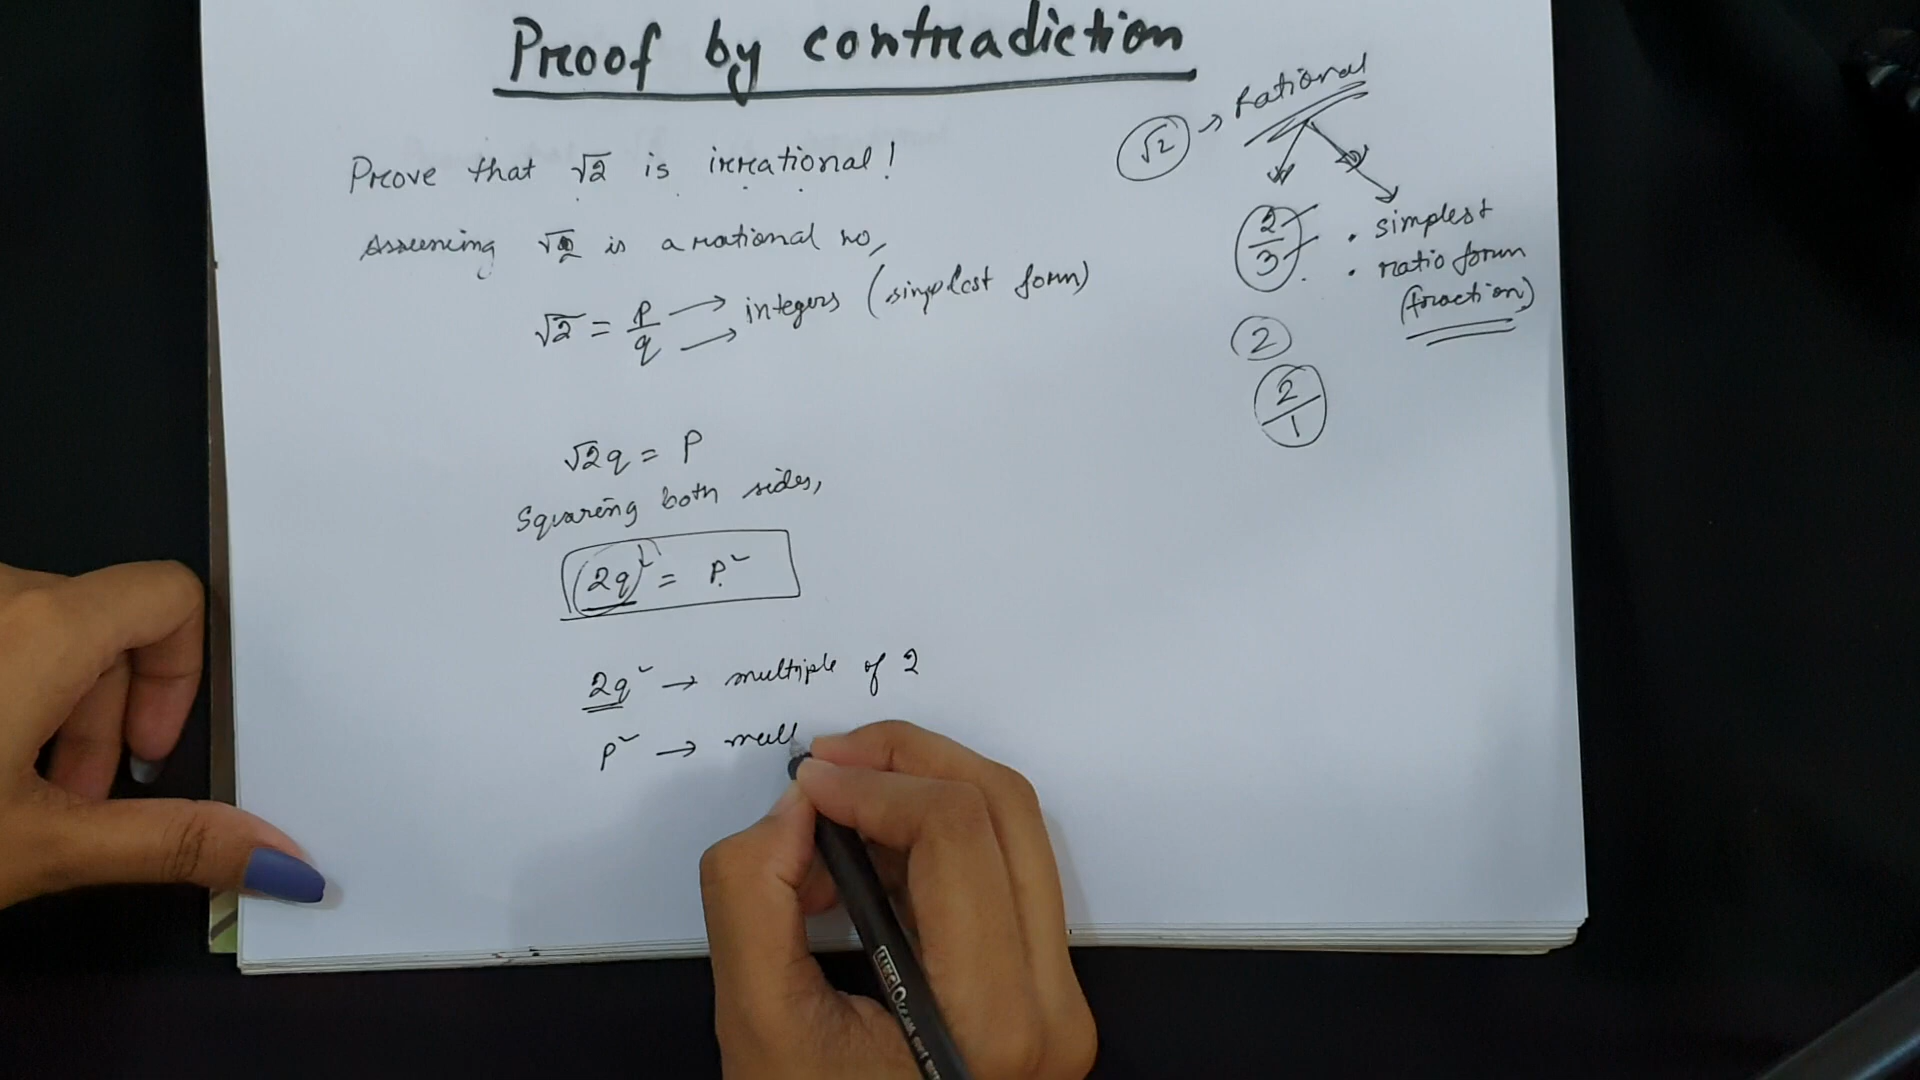 Proof by contradiction
Prove that √2 is irrational!
Assuming √2 is a rational no,
√2 = p/q → → integers (simplest form)
√2q = p
Squaring both sides,
2q² = p²
2q² → multiple of 2
p² → mul
√2 → rational
2/3
• simplest
• ratio form
(fraction)
2
2/1